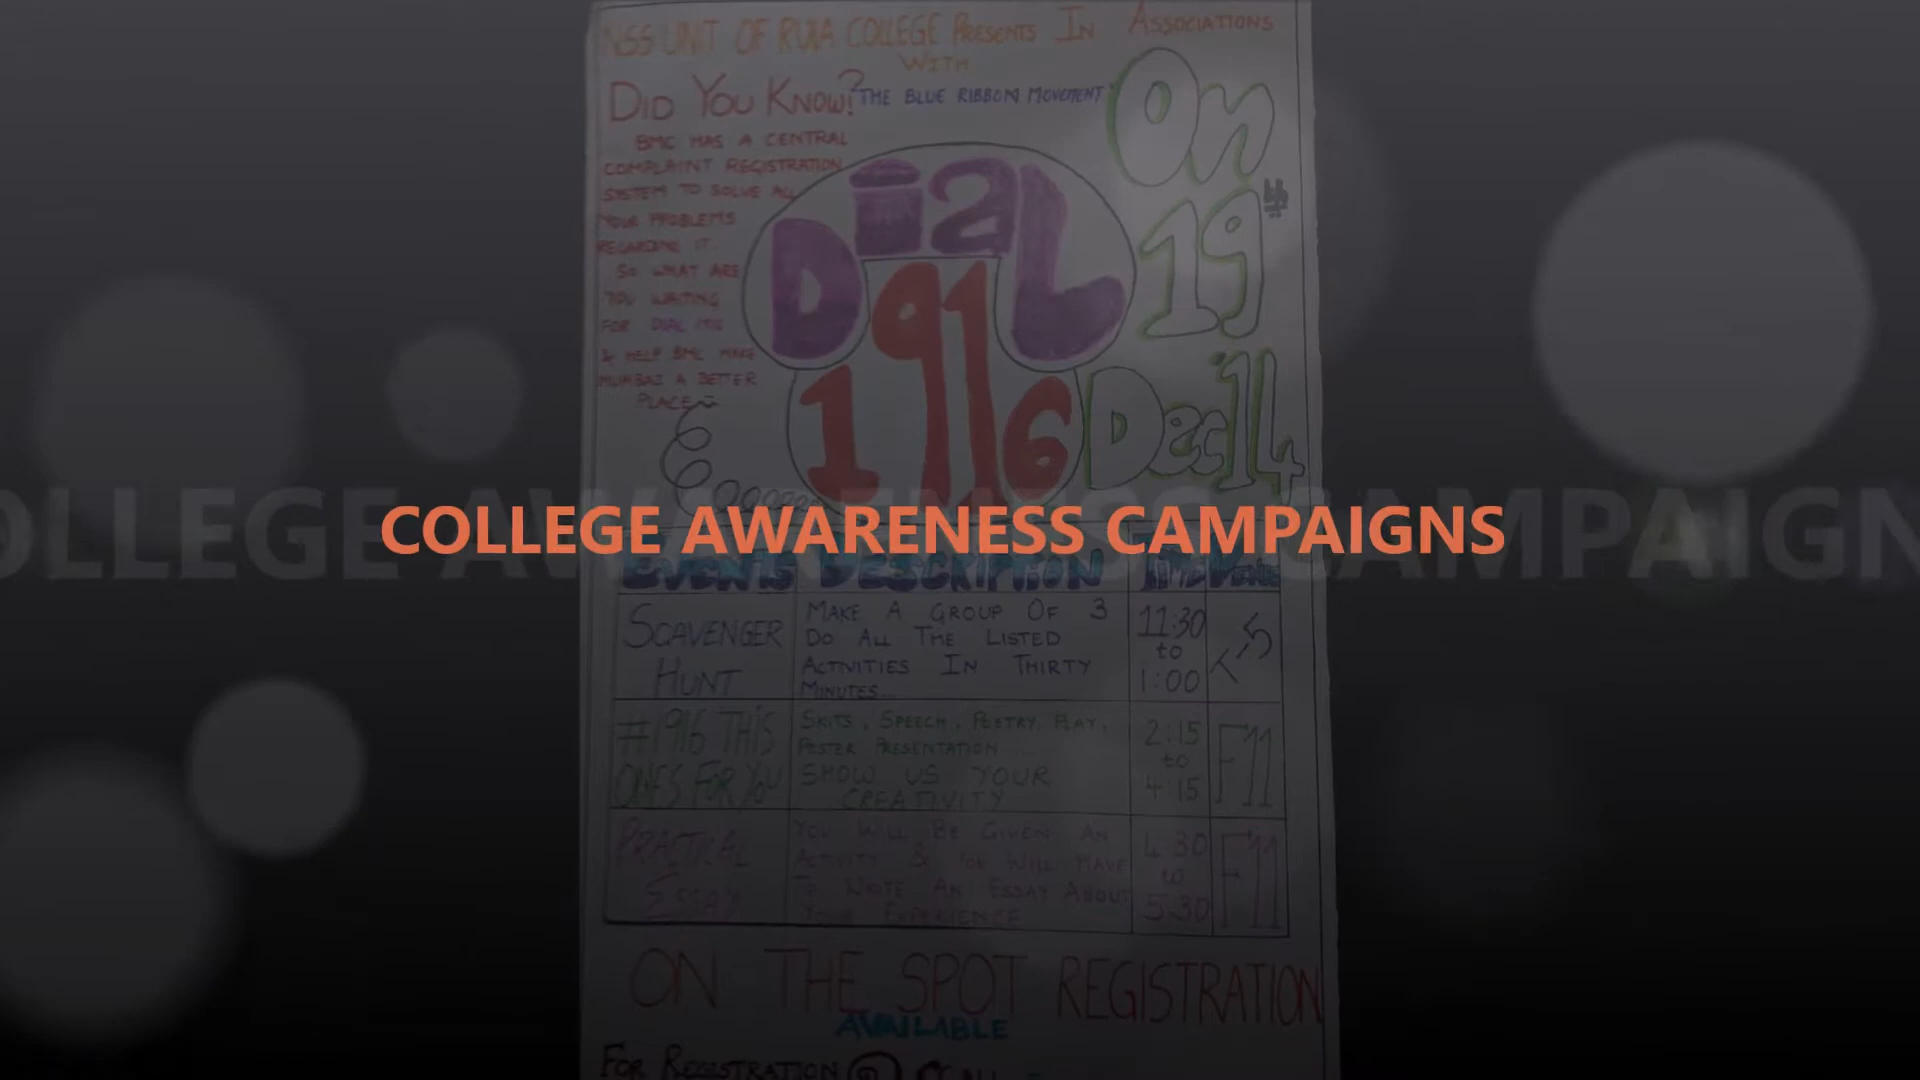 NSS UNIT OF RUIA COLLEGE PRESENTS IN ASSOCIATIONS
WITH
DID YOU KNOW!? THE BLUE RIBBON MOVEMENT
BMC HAS A CENTRAL
COMPLAINT REGISTRATION
SYSTEM TO SOLVE ALL
YOUR PROBLEMS
REGARDING IT
SO WHAT ARE
YOU WAITING
FOR DIAL 1916
& HELP BMC MAKE
MUMBAI A BETTER
PLACE
DiaL
1916
On
19th
Dec'14
COLLEGE AWARENESS CAMPAIGNS
EVENTS DESCRIPTION TIME VENUE
SCAVENGER HUNT
MAKE A GROUP OF 3
DO ALL THE LISTED
ACTIVITIES IN THIRTY
MINUTES...
11:30
to
1:00
#1916 THIS
ONES FOR YOU
SKITS, SPEECH, POETRY, PLAY,
POSTER PRESENTATION....
SHOW US YOUR
CREATIVITY
2:15
to
4:15
F11
PRACTICAL
ESSAY
YOU WILL BE GIVEN AN
ACTIVITY & YOU WILL HAVE
TO WRITE AN ESSAY ABOUT
YOUR EXPERIENCE
4:30
to
5:30
F11
ON THE SPOT REGISTRATION
AVAILABLE
FOR REGISTRATION